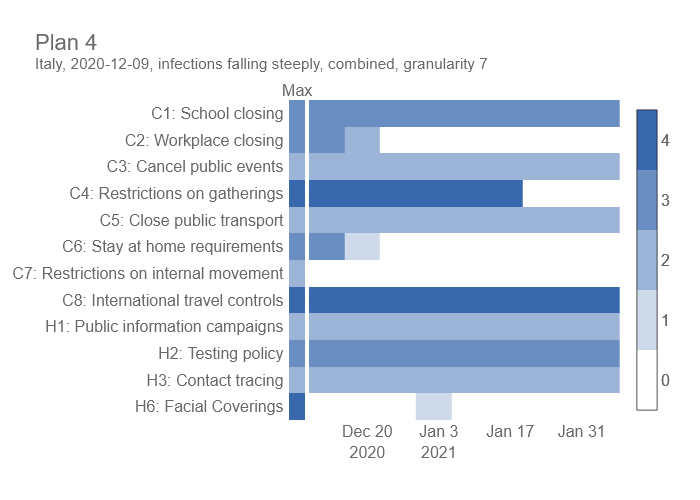 Plan 4
Italy, 2020-12-09, infections falling steeply, combined, granularity 7
Max
C1: School closing
C2: Workplace closing
C3: Cancel public events
C4: Restrictions on gatherings
C5: Close public transport
C6: Stay at home requirements
C7: Restrictions on internal movement
C8: International travel controls
H1: Public information campaigns
H2: Testing policy
H3: Contact tracing
H6: Facial Coverings
4
3
2
1
0
Dec 20 Jan 3 Jan 17 Jan 31
2020 2021